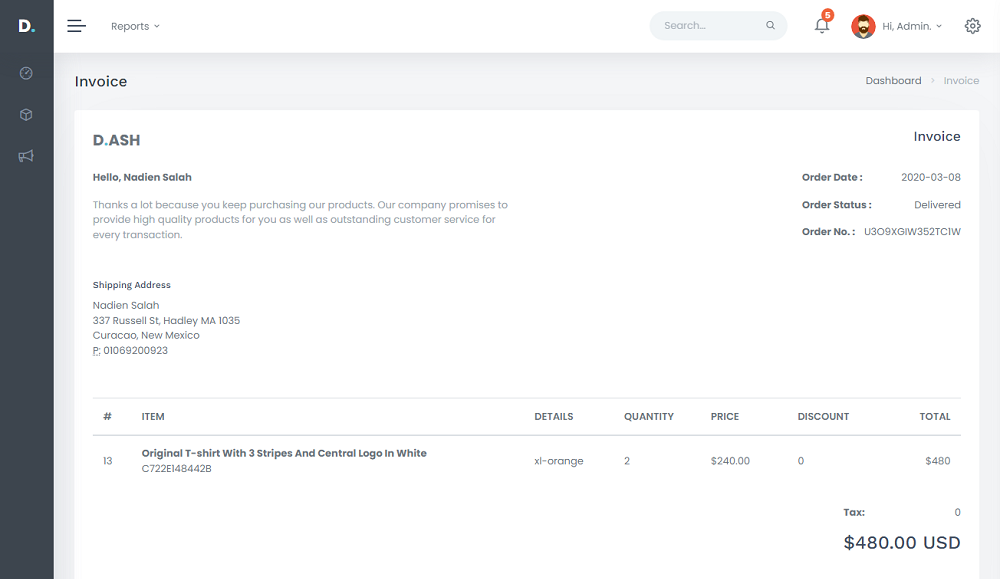 D.
Reports
Search...
5
Hi, Admin.
Invoice
Dashboard > Invoice
D.ASH
Invoice
Hello, Nadien Salah
Order Date : 2020-03-08
Thanks a lot because you keep purchasing our products. Our company promises to
provide high quality products for you as well as outstanding customer service for
every transaction.
Order Status : Delivered
Order No. : U3O9XGIW352TC1W
Shipping Address
Nadien Salah
337 Russell St, Hadley MA 1035
Curacao, New Mexico
P: 01069200923
# ITEM DETAILS QUANTITY PRICE DISCOUNT TOTAL
13 Original T-shirt With 3 Stripes And Central Logo In White xl-orange 2 $240.00 0 $480
C722E148442B
Tax: 0
$480.00 USD